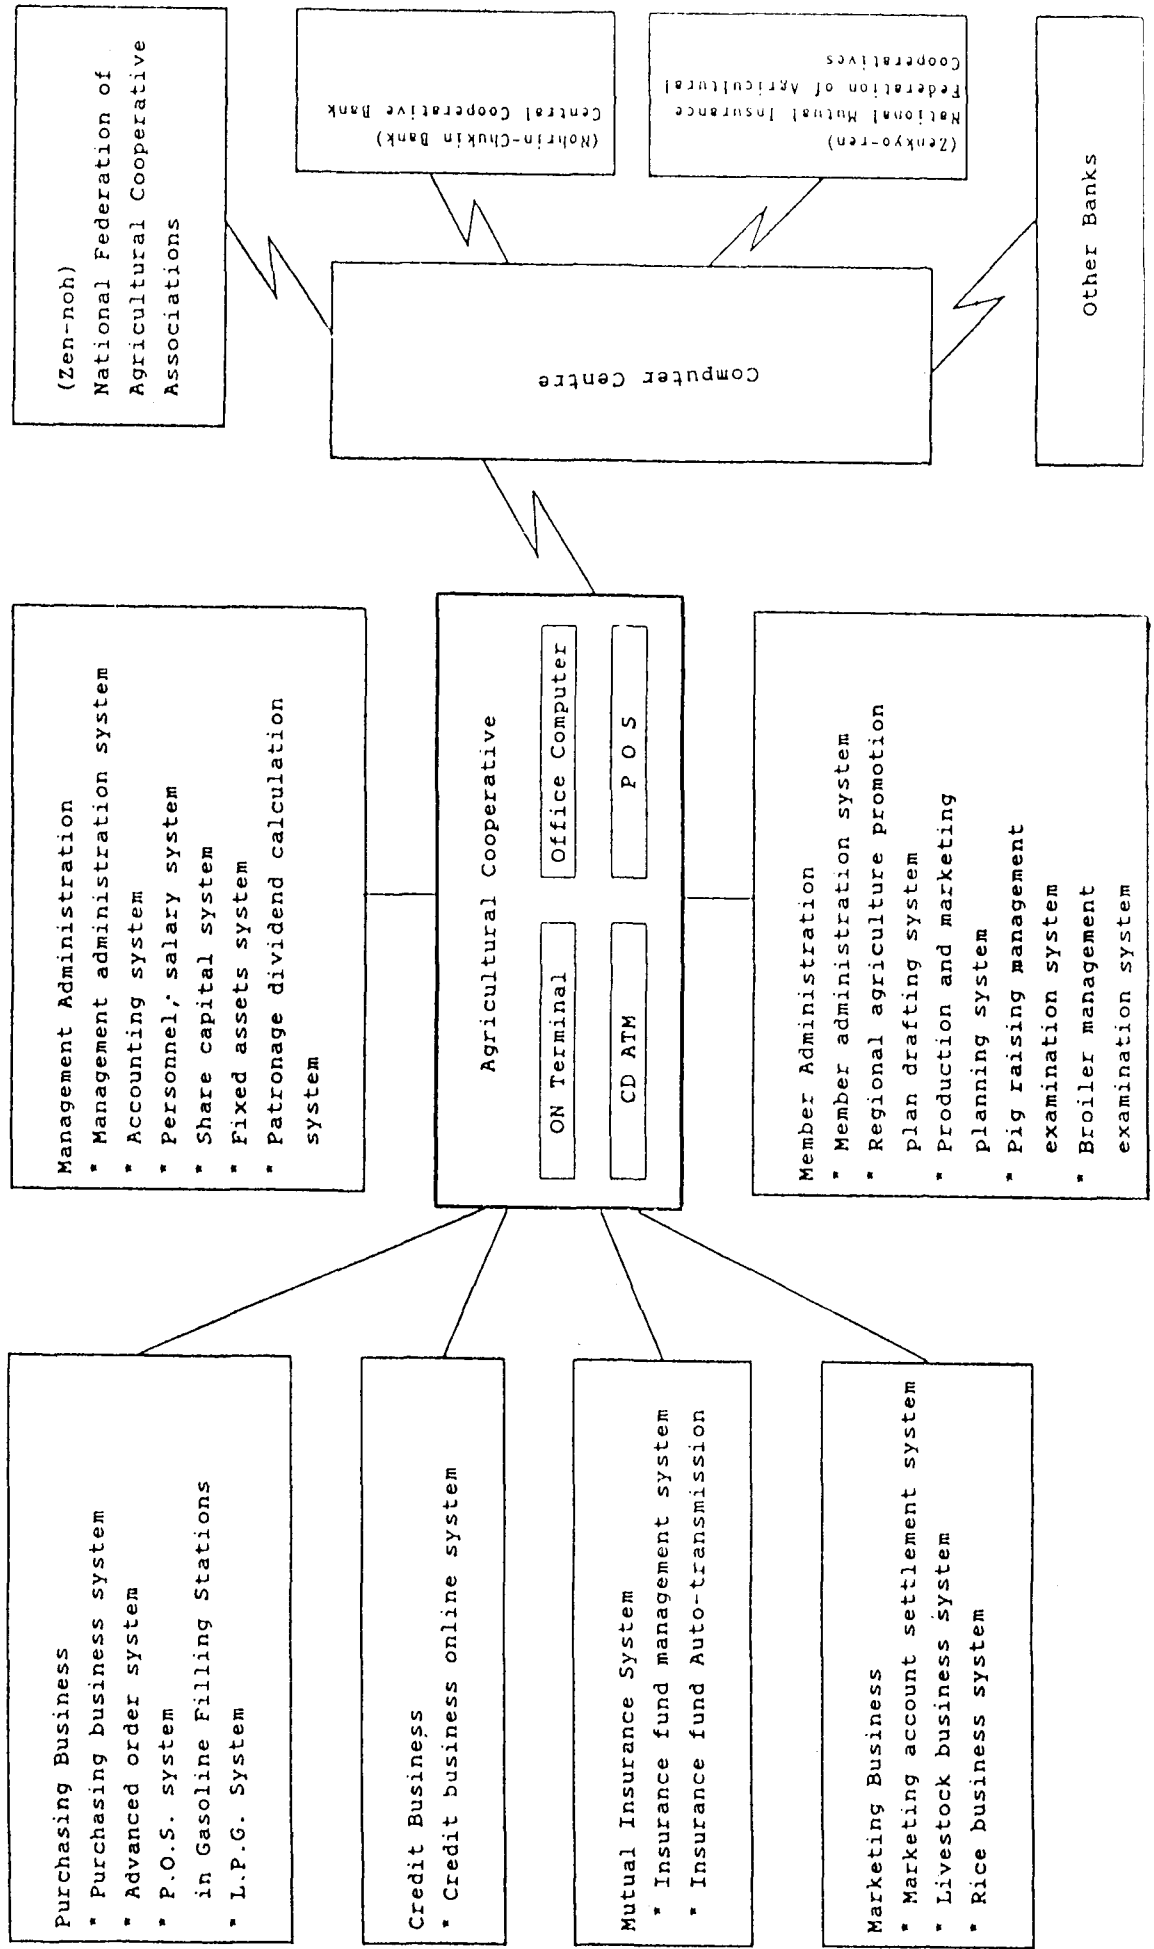 Purchasing Business
* Purchasing business system
* Advanced order system
* P.O.S. system
in Gasoline Filling Stations
* L.P.G. System
Credit Business
* Credit business online system
Mutual Insurance System
* Insurance fund management system
* Insurance fund Auto-transmission
Marketing Business
* Marketing account settlement system
* Livestock business system
* Rice business system
Management Administration
* Management administration system
* Accounting system
* Personnel, salary system
* Share capital system
* Fixed assets system
* Patronage dividend calculation
system
Agricultural Cooperative
ON Terminal
Office Computer
CD ATM
P O S
Member Administration
* Member administration system
* Regional agriculture promotion
plan drafting system
* Production and marketing
planning system
* Pig raising management
examination system
* Broiler management
examination system
Computer Centre
(Zen-noh)
National Federation of
Agricultural Cooperative
Associations
(Nohrin-Chukin Bank)
Central Cooperative Bank
(Zenkyo-ren)
National Mutual Insurance
Federation of Agricultural
Cooperatives
Other Banks